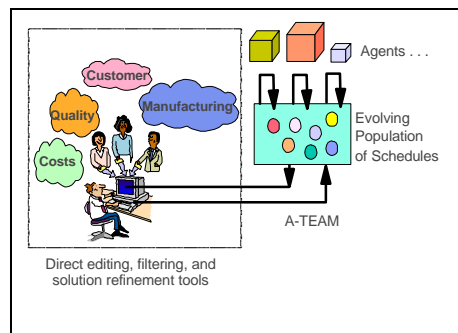 Customer
Quality
Manufacturing
Costs
Agents . . .
Evolving
Population
of Schedules
A-TEAM
Direct editing, filtering, and
solution refinement tools